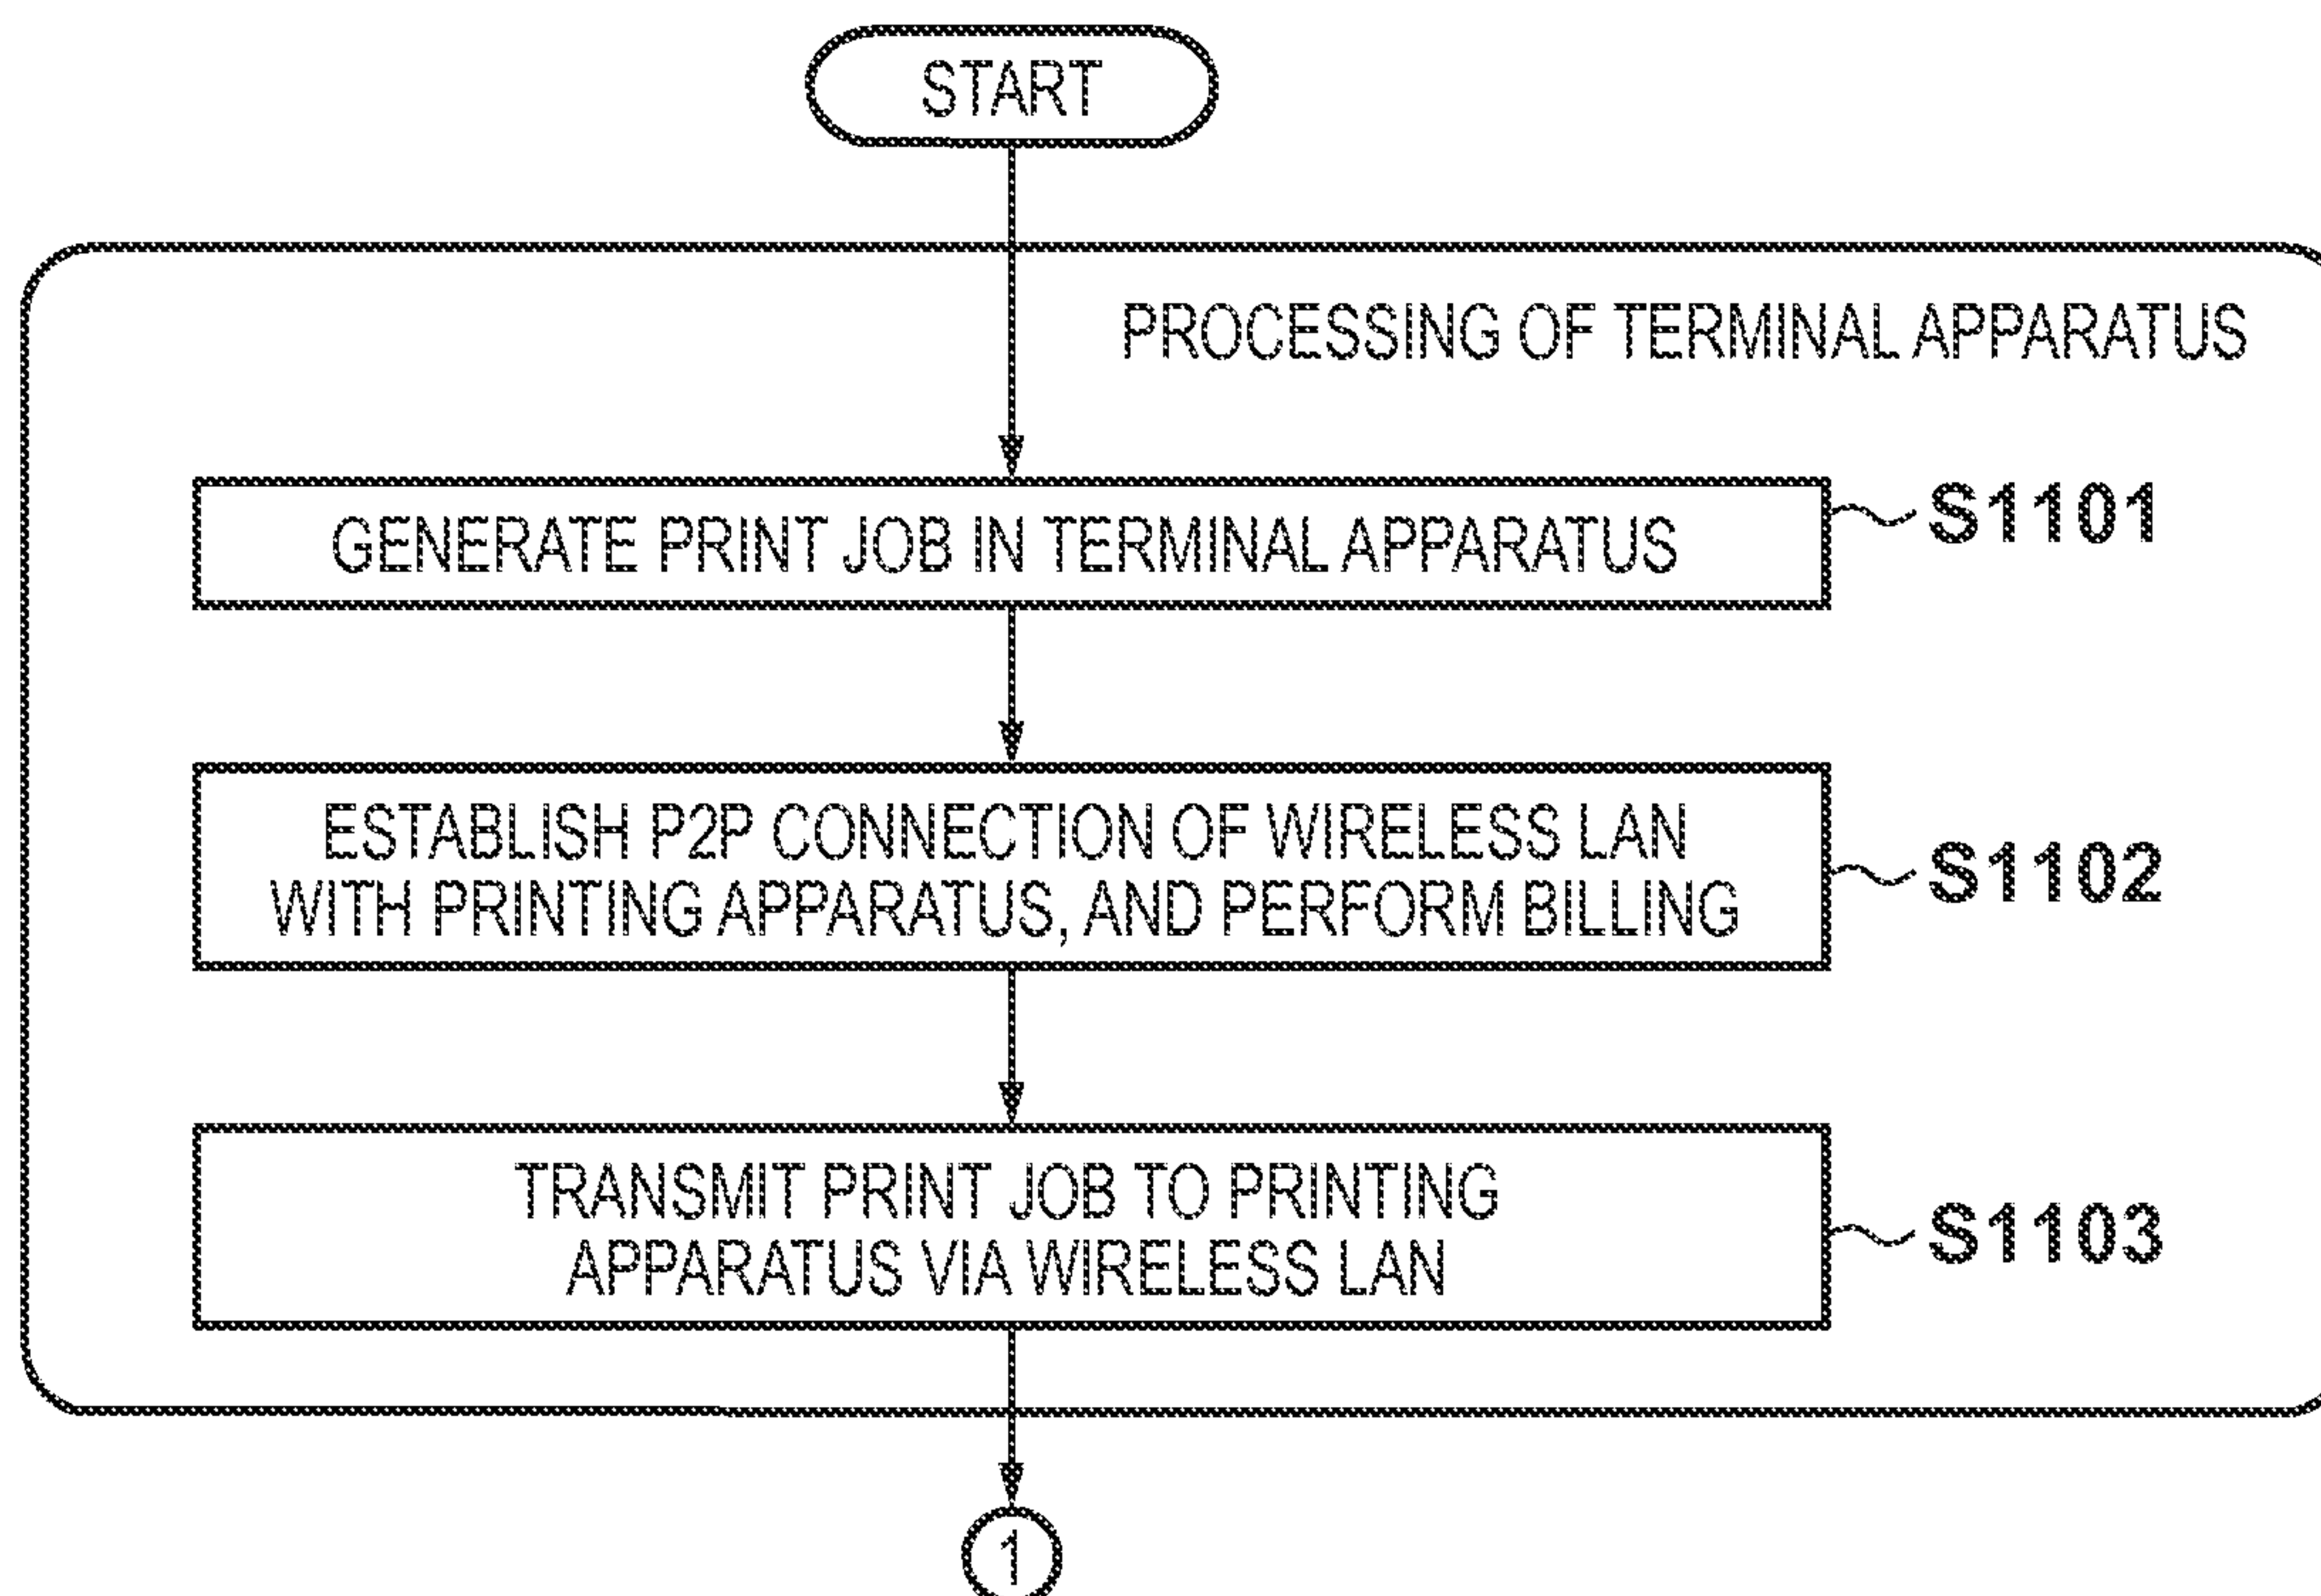 START
PROCESSING OF TERMINAL APPARATUS
GENERATE PRINT JOB IN TERMINAL APPARATUS
S1101
ESTABLISH P2P CONNECTION OF WIRELESS LAN
WITH PRINTING APPARATUS, AND PERFORM BILLING
S1102
TRANSMIT PRINT JOB TO PRINTING
APPARATUS VIA WIRELESS LAN
S1103
1